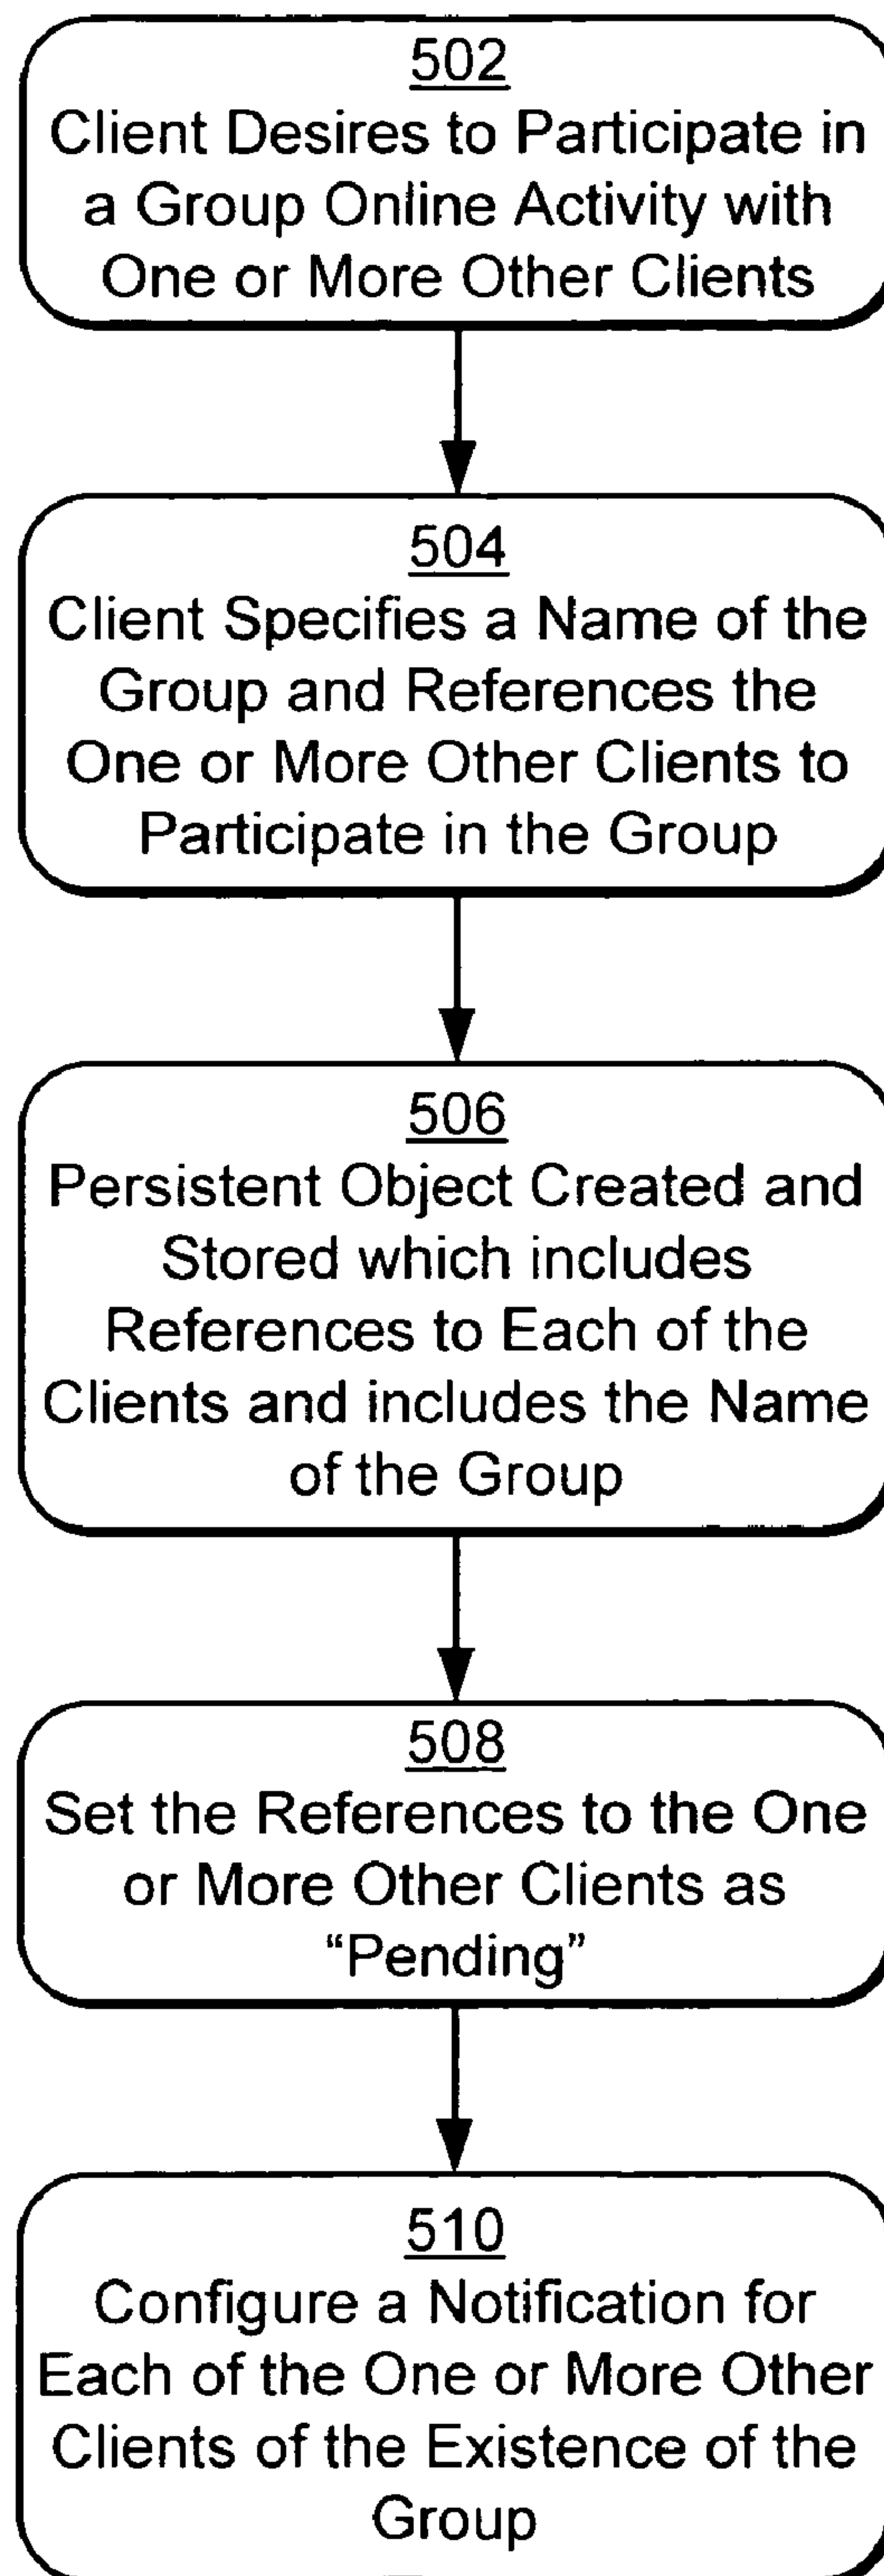 502
Client Desires to Participate in
a Group Online Activity with
One or More Other Clients
504
Client Specifies a Name of the
Group and References the
One or More Other Clients to
Participate in the Group
506
Persistent Object Created and
Stored which includes
References to Each of the
Clients and includes the Name
of the Group
508
Set the References to the One
or More Other Clients as
“Pending”
510
Configure a Notification for
Each of the One or More Other
Clients of the Existence of the
Group